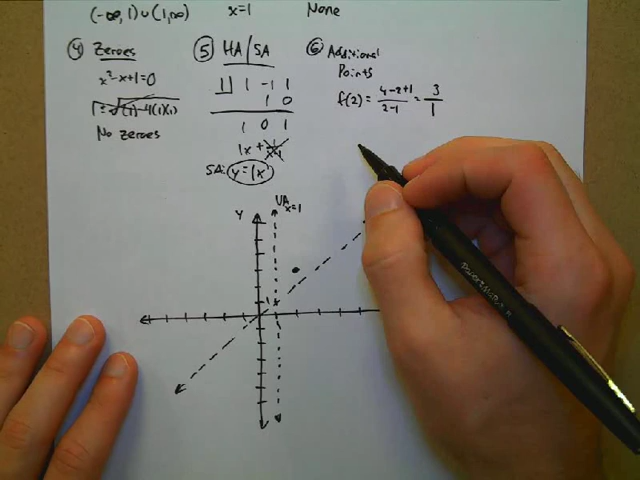 (-∞, 1) ∪ (1, ∞)
x=1
None
④ Zeroes
x²-x+1=0
No zeroes
⑤ HA/SA
1| 1 -1 1
1 0
1 0 1
1x +
SA: y=1x
⑥ Additional
Points
f(2) = 4-2+1/2-1 = 3/1
VA
x=1
Y